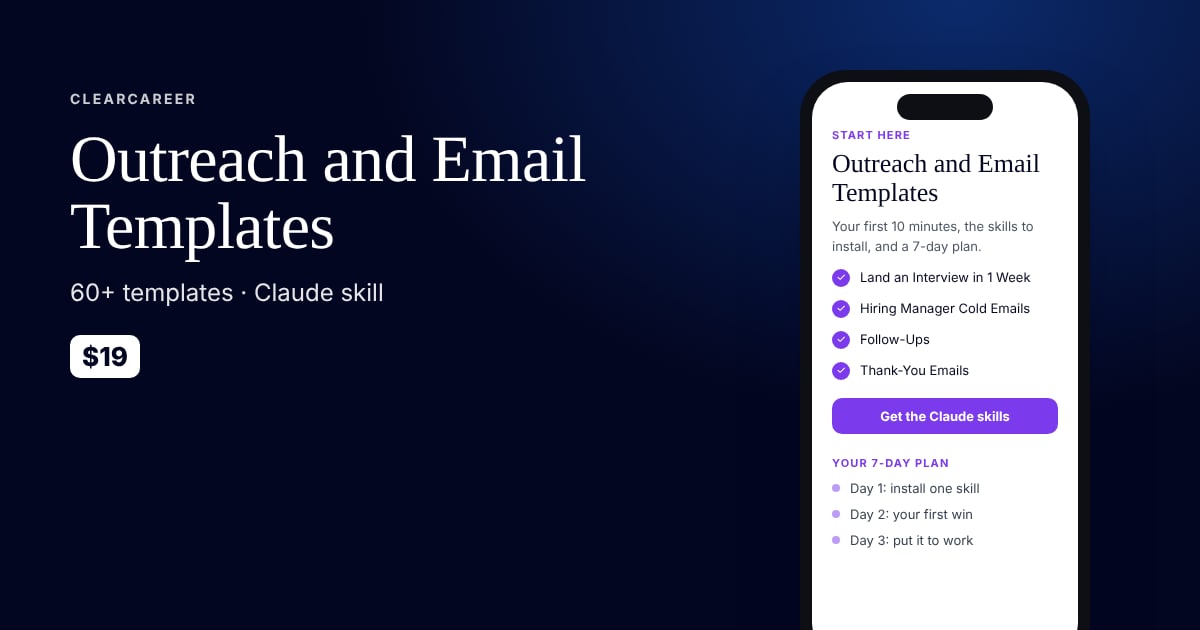 CLEARCAREER
Outreach and Email
Templates
60+ templates · Claude skill
$19
START HERE
Outreach and Email
Templates
Your first 10 minutes, the skills to
install, and a 7-day plan.
Land an Interview in 1 Week
Hiring Manager Cold Emails
Follow-Ups
Thank-You Emails
Get the Claude skills
YOUR 7-DAY PLAN
Day 1: install one skill
Day 2: your first win
Day 3: put it to work